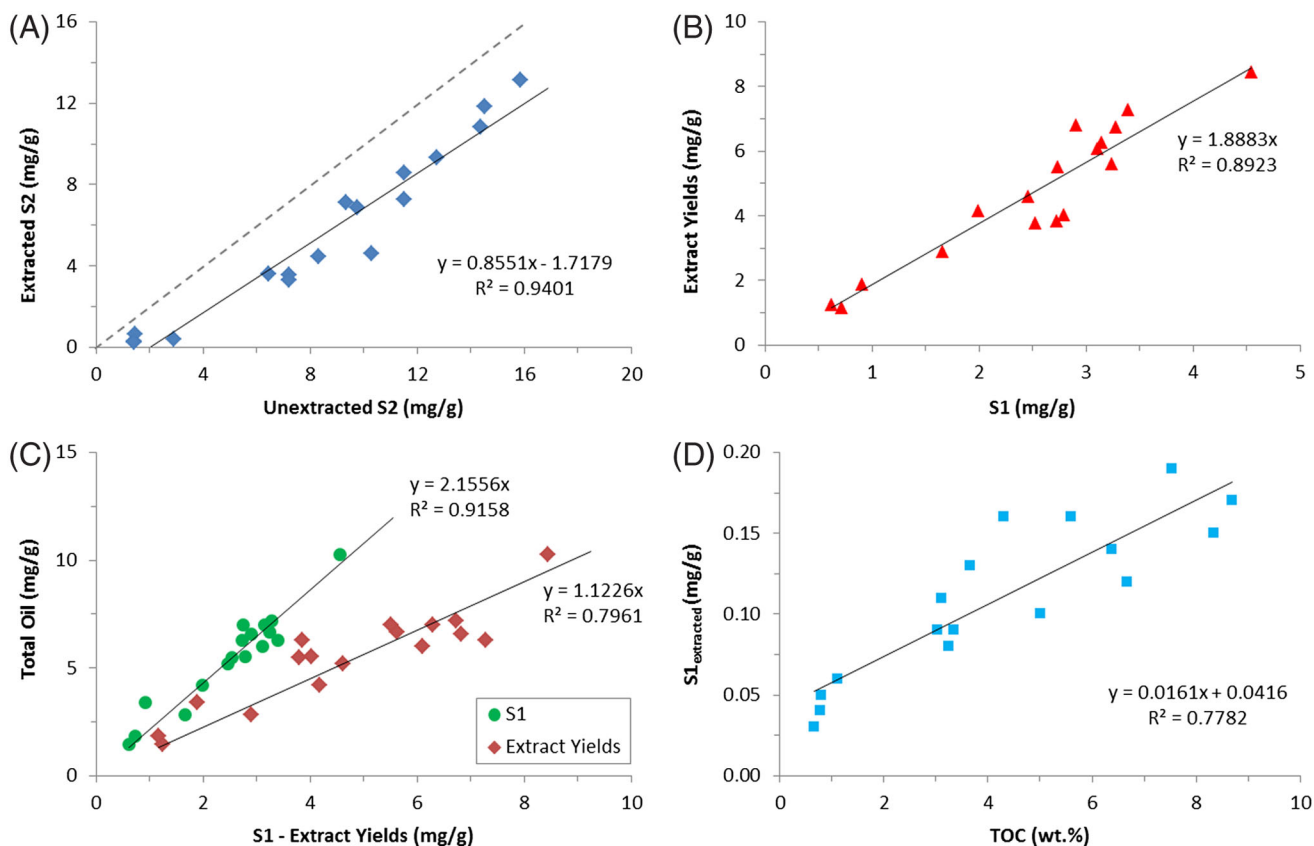 (A)
Extracted S2 (mg/g)
16
12
8
4
0
y = 0.8551x - 1.7179
R² = 0.9401
0 4 8 12 16 20
Unextracted S2 (mg/g)
(B)
Extract Yields (mg/g)
10
8
6
4
2
0
y = 1.8883x
R² = 0.8923
0 1 2 3 4 5
S1 (mg/g)
(C)
Total Oil (mg/g)
15
10
5
0
y = 2.1556x
R² = 0.9158
y = 1.1226x
R² = 0.7961
S1
Extract Yields
0 2 4 6 8 10
S1 - Extract Yields (mg/g)
(D)
S1extracted (mg/g)
0.20
0.15
0.10
0.05
0.00
y = 0.0161x + 0.0416
R² = 0.7782
0 2 4 6 8 10
TOC (wt.%)